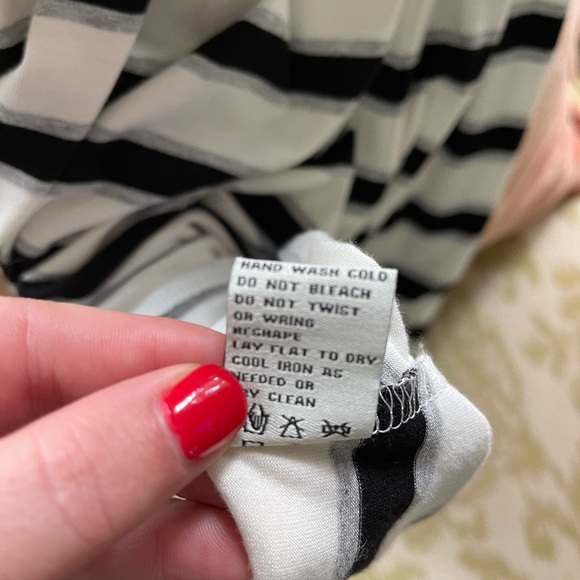 HAND WASH COLD
DO NOT BLEACH
DO NOT TWIST
OR WRING
RESHAPE
LAY FLAT TO DRY
COOL IRON AS
NEEDED OR
CLEAN